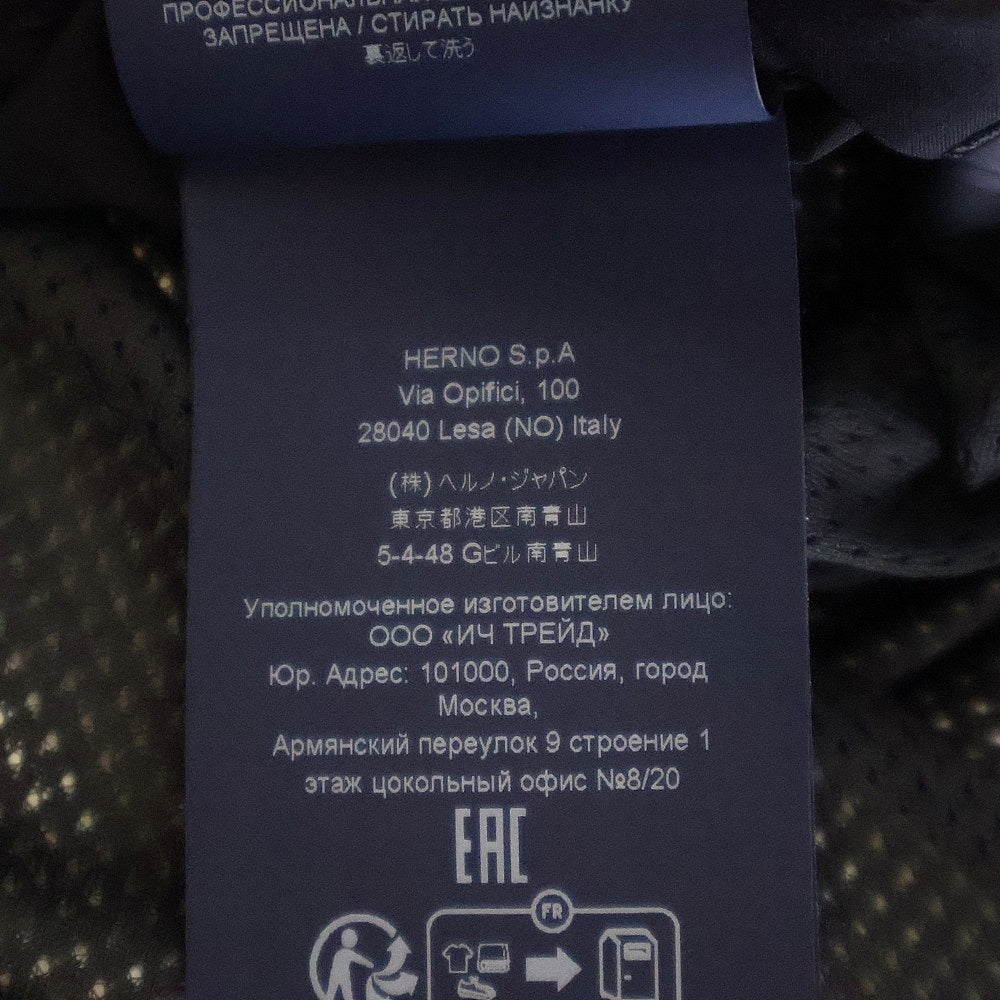 ПРОФЕССИОНАЛЬНАЯ
ЗАПРЕЩЕНА / СТИРАТЬ НАИЗНАНКУ
裏返して洗う
HERNO S.p.A
Via Opifici, 100
28040 Lesa (NO) Italy
(株)ヘルノ・ジャパン
東京都港区南青山
5-4-48 Gビル南青山
Уполномоченное изготовителем лицо:
ООО «ИЧ ТРЕЙД»
Юр. Адрес: 101000, Россия, город
Москва,
Армянский переулок 9 строение 1
этаж цокольный офис №8/20
EAC
FR